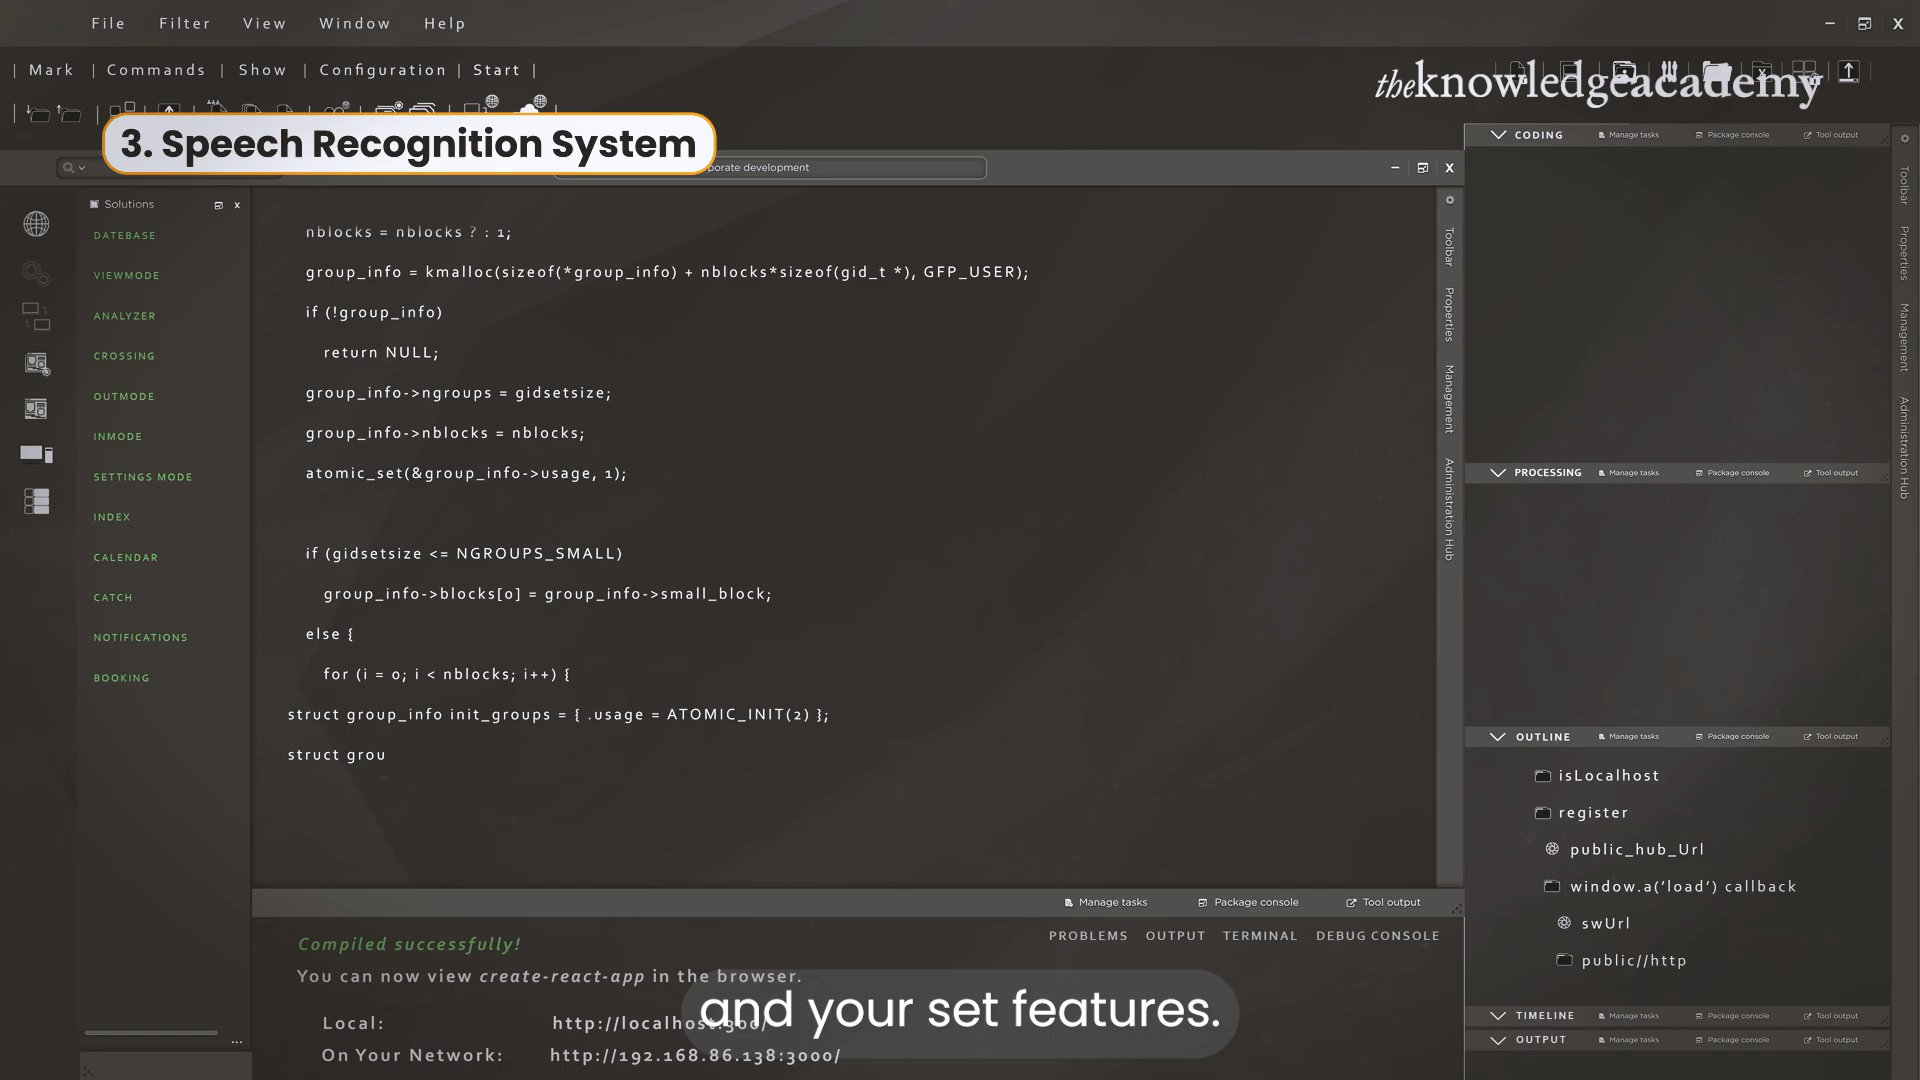 File Filter View Window Help
| Mark | Commands | Show | Configuration | Start |
theknowledgeacademy
3. Speech Recognition System
porate development
Solutions
DATEBASE
VIEWMODE
ANALYZER
CROSSING
OUTMODE
INMODE
SETTINGS MODE
INDEX
CALENDAR
CATCH
NOTIFICATIONS
BOOKING
nblocks = nblocks ? : 1;
group_info = kmalloc(sizeof(*group_info) + nblocks*sizeof(gid_t *), GFP_USER);
if (!group_info)
return NULL;
group_info->ngroups = gidsetsize;
group_info->nblocks = nblocks;
atomic_set(&group_info->usage, 1);
if (gidsetsize <= NGROUPS_SMALL)
group_info->blocks[0] = group_info->small_block;
else {
for (i = 0; i < nblocks; i++) {
struct group_info init_groups = { .usage = ATOMIC_INIT(2) };
struct grou
Toolbar
Properties
Management
Administration Hub
Manage tasks Package console Tool output
PROBLEMS OUTPUT TERMINAL DEBUG CONSOLE
Compiled successfully!
You can now view create-react-app in the browser.
Local: http://localhost:300/
On Your Network: http://192.168.86.138:3000/
and your set features.
CODING Manage tasks Package console Tool output
PROCESSING Manage tasks Package console Tool output
OUTLINE Manage tasks Package console Tool output
isLocalhost
register
public_hub_Url
window.a('load') callback
swUrl
public//http
TIMELINE Manage tasks Package console Tool output
OUTPUT Manage tasks Package console Tool output
Toolbar
Properties
Management
Administration Hub